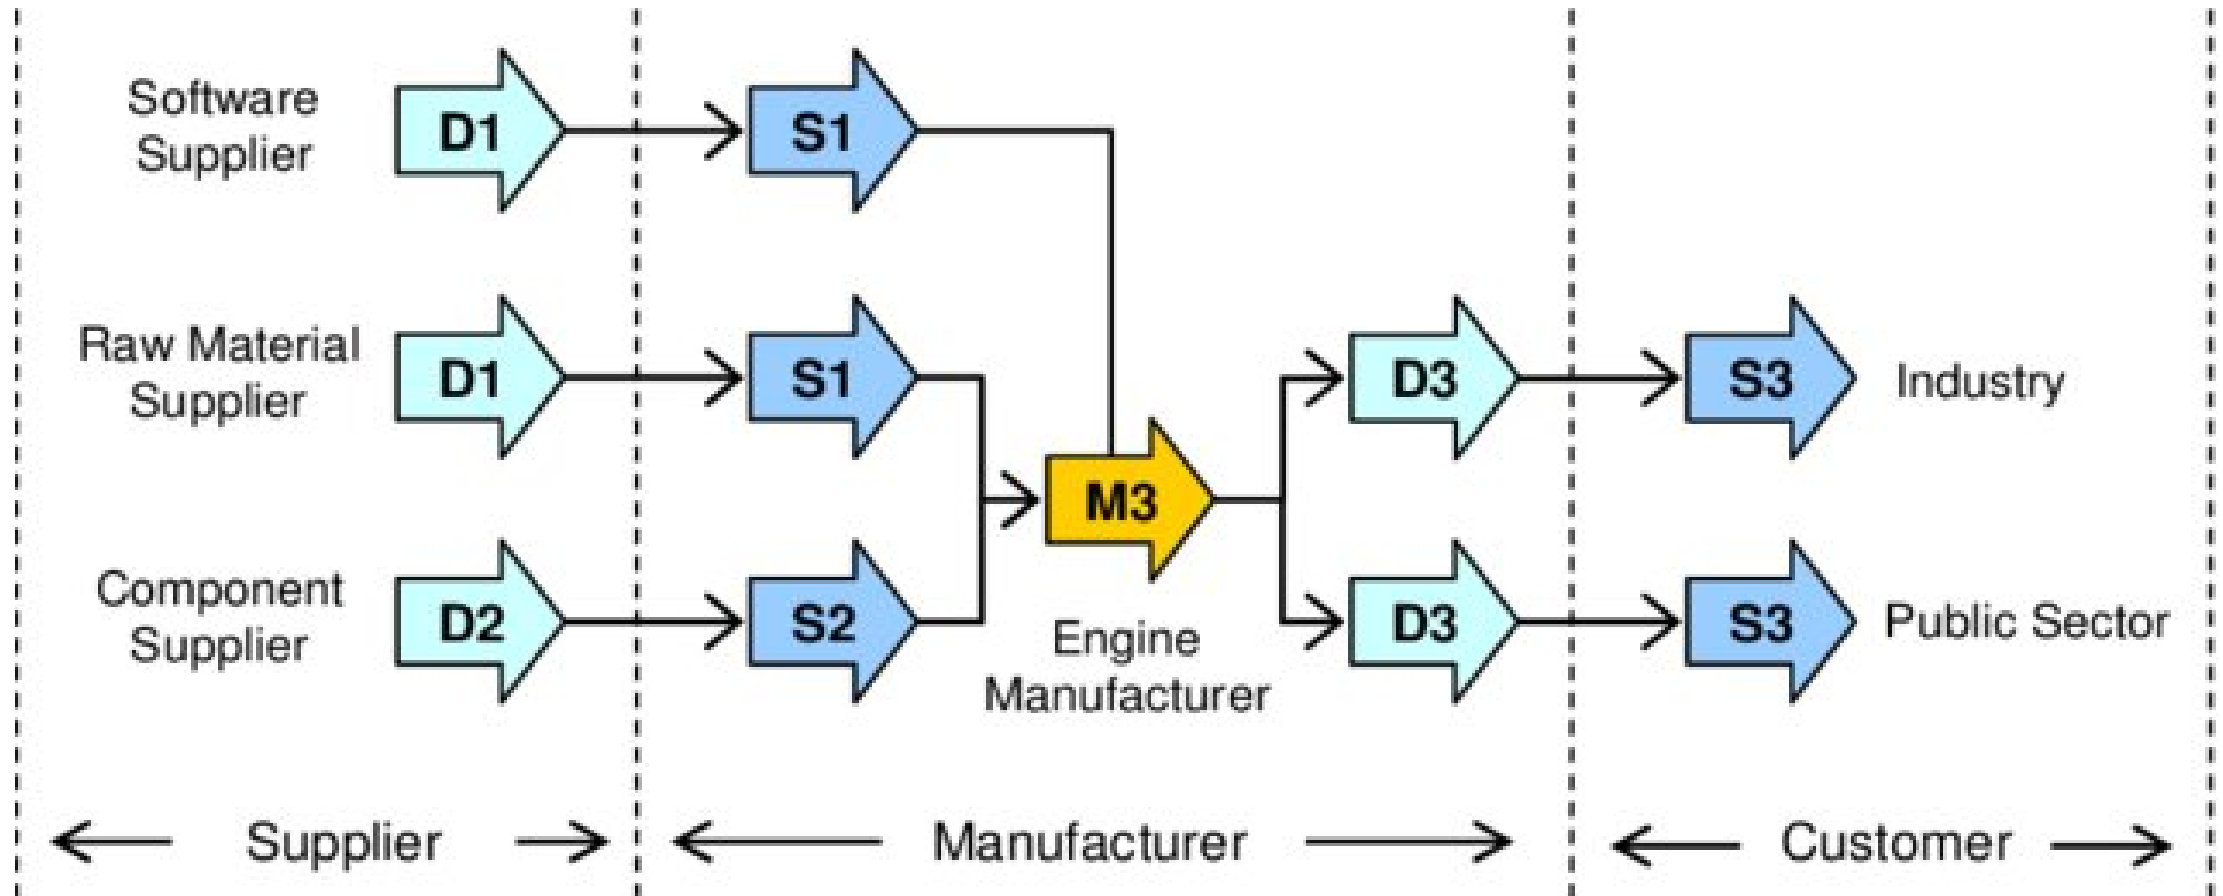 Software
Supplier
D1
S1
Raw Material
Supplier
D1
S1
D3
S3
Industry
M3
Component
Supplier
D2
S2
Engine
Manufacturer
D3
S3
Public Sector
Supplier
Manufacturer
Customer